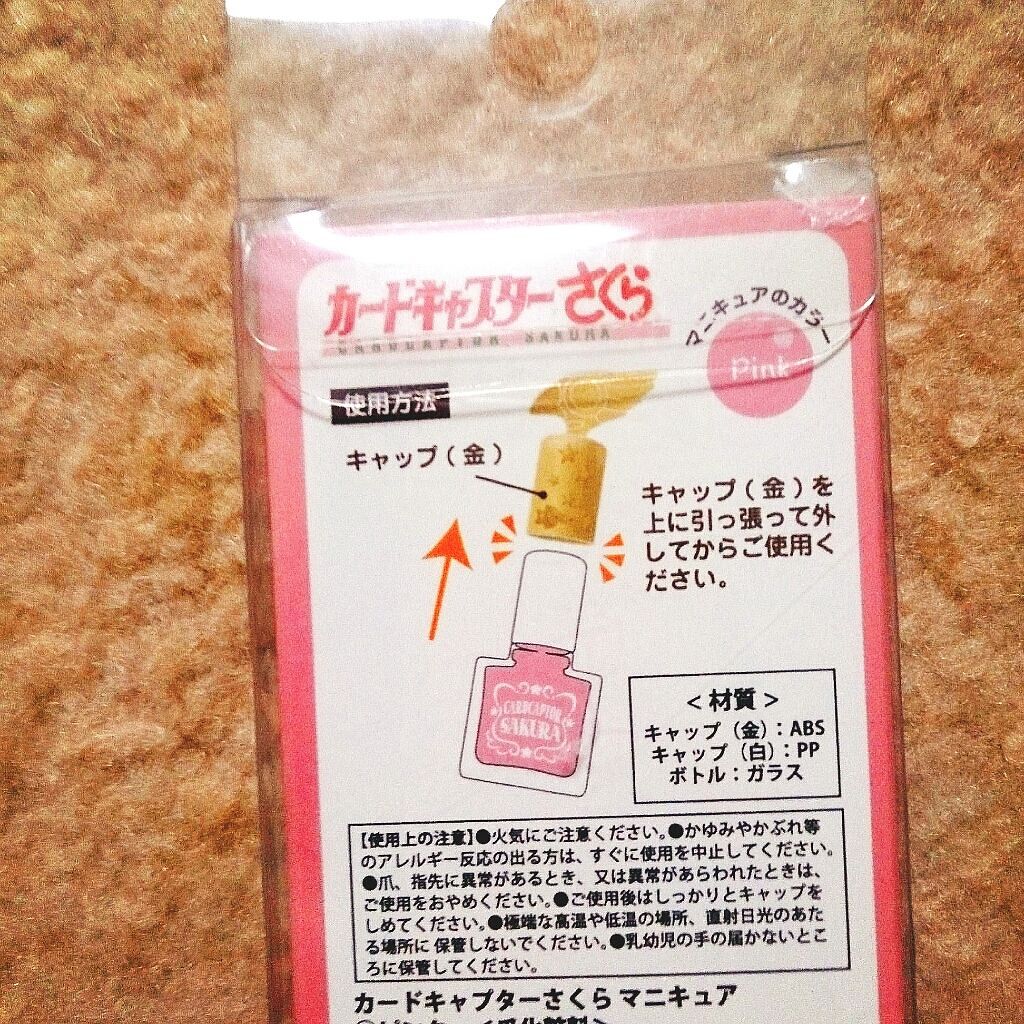 カードキャプターさくら
CARDCAPTOR SAKURA
マニキュアのカラー
Pink
使用方法
キャップ(金)
キャップ(金)を
上に引っ張って外
してからご使用く
ださい。
CARDCAPTOR
SAKURA
<材質>
キャップ（金）：ABS
キャップ（白）：PP
ボトル：ガラス
【使用上の注意】●火気にご注意ください。●かゆみやかぶれ等
のアレルギー反応の出る方は、すぐに使用を中止してください。
●爪、指先に異常があるとき、又は異常があらわれたときは、
ご使用をおやめください。●ご使用後はしっかりとキャップを
しめてください。●極端な高温や低温の場所、直射日光のあた
る場所に保管しないでください。●乳幼児の手の届かないとこ
ろに保管してください。
カードキャプターさくら マニキュア